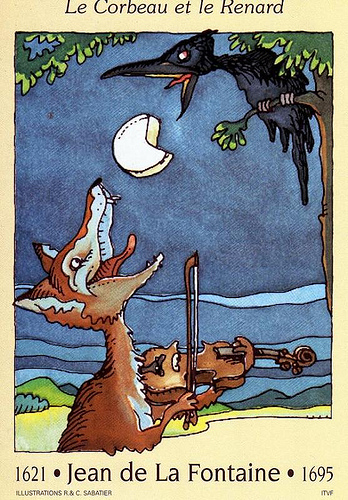 Le Corbeau et le Renard
1621 • Jean de La Fontaine • 1695
ILLUSTRATIONS R.& C. SABATIER
ITVF